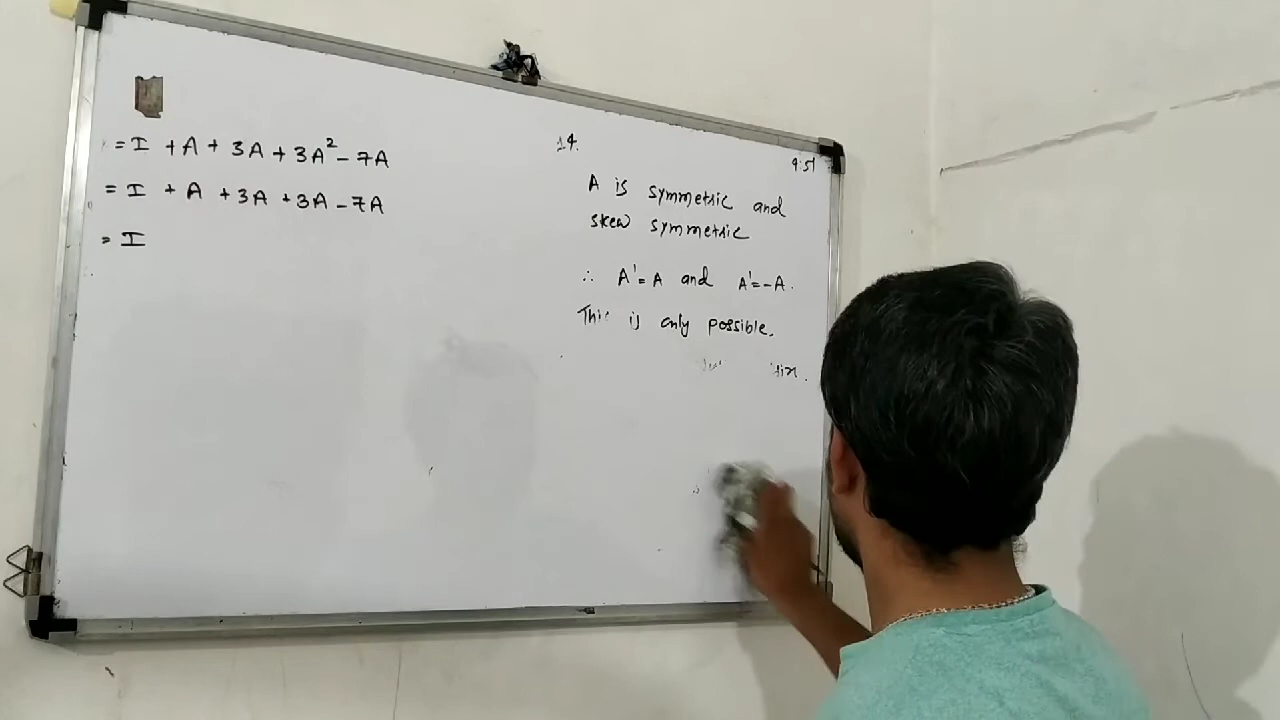 = I + A + 3A + 3A² - 7A
= I + A + 3A + 3A - 7A
= I
14.
9:51
A is symmetric and
skew symmetric
∴ A' = A and A' = -A.
This is only possible.